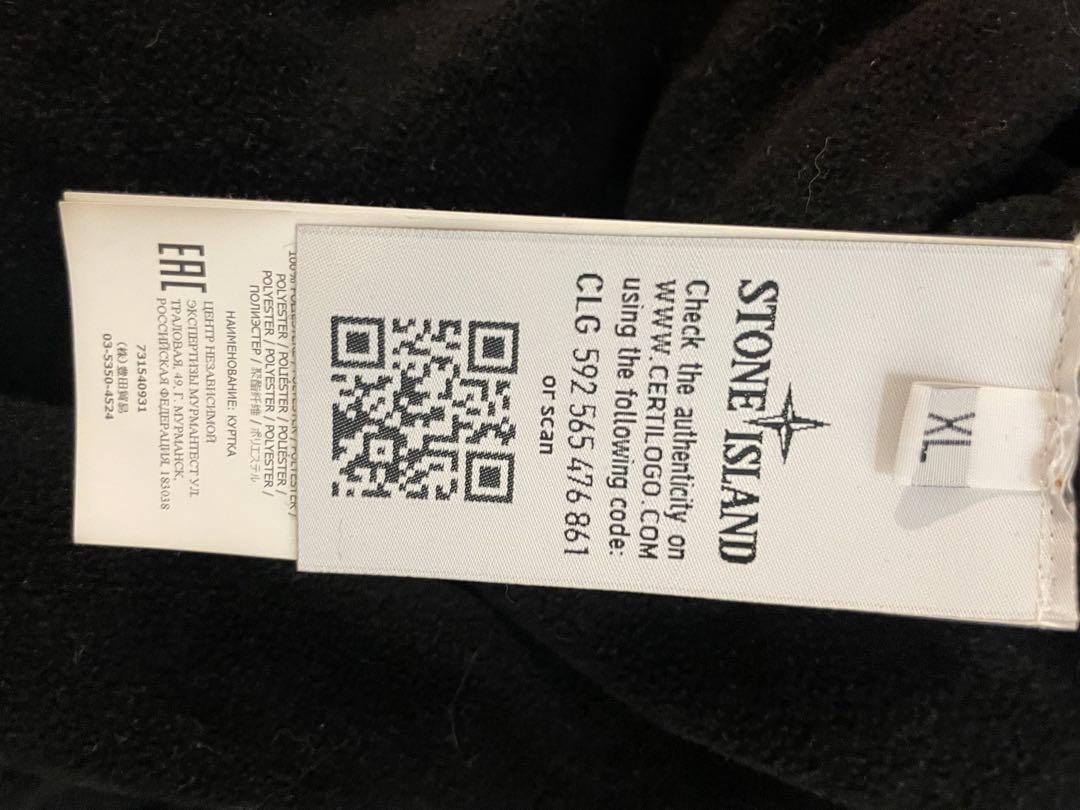 XL
STONE ISLAND
Check the authenticity on
WWW.CERTILOGO.COM
using the following code:
CLG 592 565 476 861
or scan
POLYESTER / POLIÉSTER / POLIESTER /
POLYESTER / POLYESTER / POLYESTER /
ПОЛИЭСТЕР / 聚酯纤维 / ポリエステル
НАИМЕНОВАНИЕ: КУРТКА
EAC
ЦЕНТР НЕЗАВИСИМОЙ
ЭКСПЕРТИЗЫ МУРМАНТЕСТ УЛ.
ТРАЛОВАЯ, 49, Г. МУРМАНСК,
РОССИЙСКАЯ ФЕДЕРАЦИЯ, 183038
731540931
(株)豊田貿易
03-5350-4524